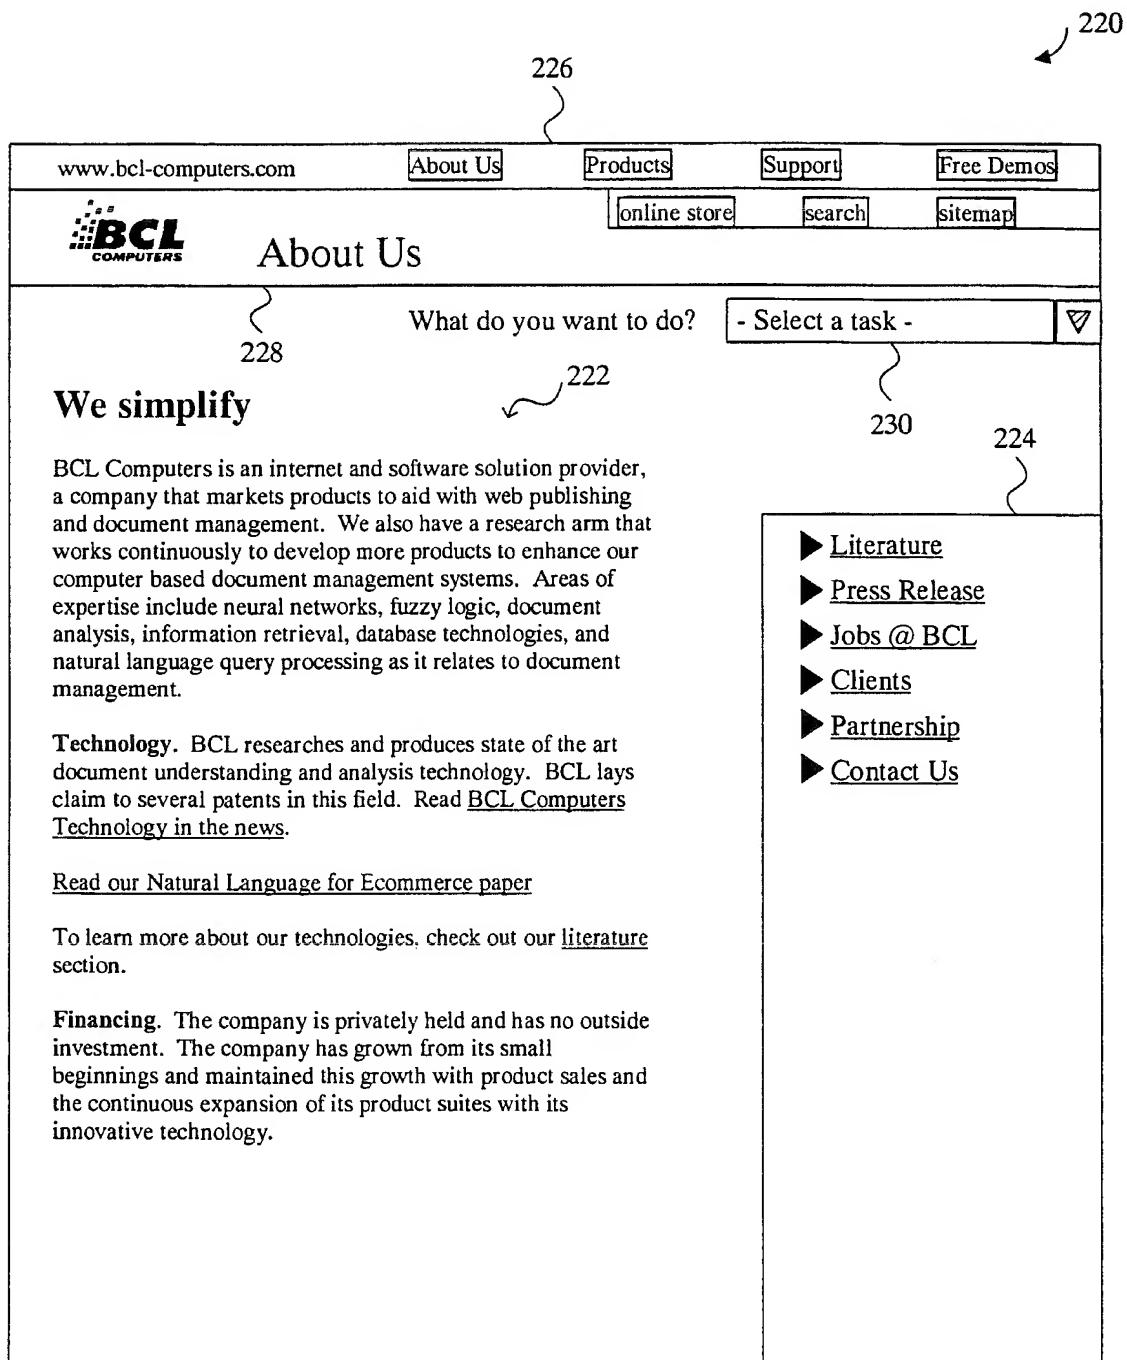 220
226
www.bcl-computers.com About Us Products Support Free Demos
online store search sitemap
BCL
COMPUTERS
About Us
What do you want to do? - Select a task -
228
222
We simplify
230
224
BCL Computers is an internet and software solution provider,
a company that markets products to aid with web publishing
and document management. We also have a research arm that
works continuously to develop more products to enhance our
computer based document management systems. Areas of
expertise include neural networks, fuzzy logic, document
analysis, information retrieval, database technologies, and
natural language query processing as it relates to document
management.
Technology. BCL researches and produces state of the art
document understanding and analysis technology. BCL lays
claim to several patents in this field. Read BCL Computers
Technology in the news.
Read our Natural Language for Ecommerce paper
To learn more about our technologies, check out our literature
section.
Financing. The company is privately held and has no outside
investment. The company has grown from its small
beginnings and maintained this growth with product sales and
the continuous expansion of its product suites with its
innovative technology.
Literature
Press Release
Jobs @ BCL
Clients
Partnership
Contact Us